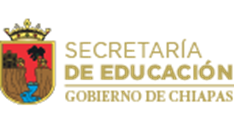 SECRETARÍA
DE EDUCACIÓN
GOBIERNO DE CHIAPAS